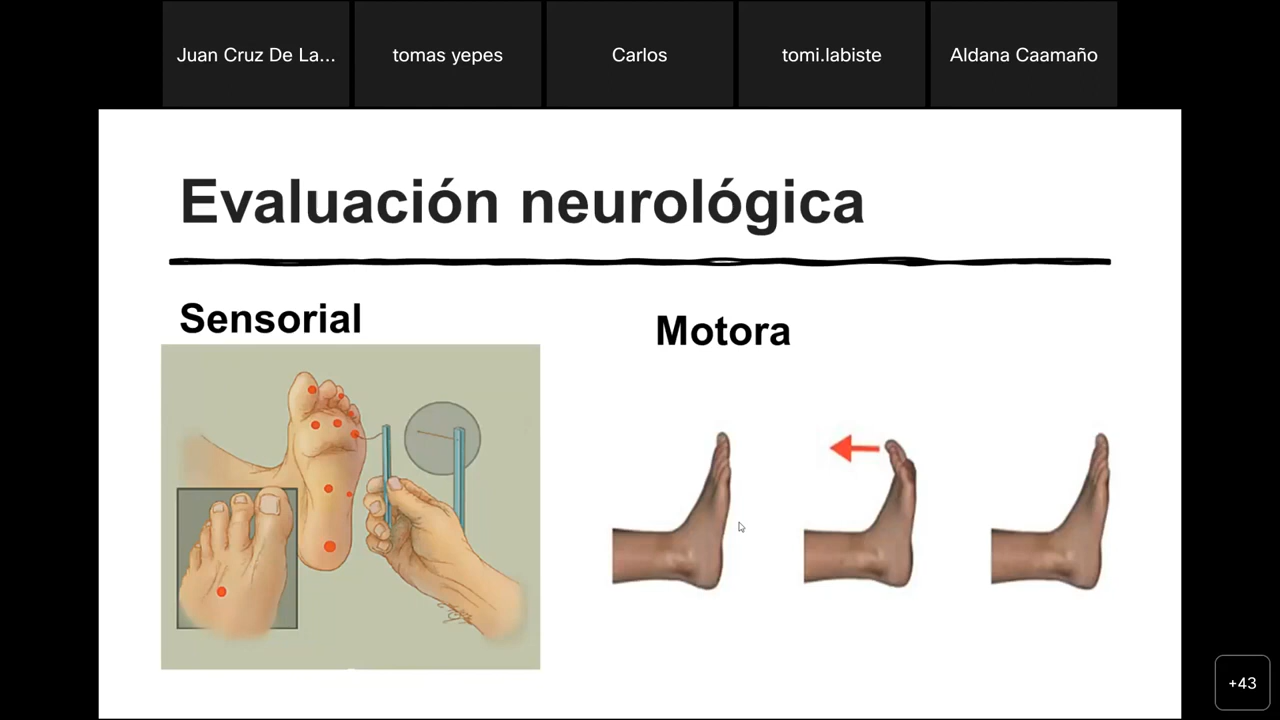 Juan Cruz De La...
tomas yepes
Carlos
tomi.labiste
Aldana Caamaño
Evaluación neurológica
Sensorial
Motora
+43